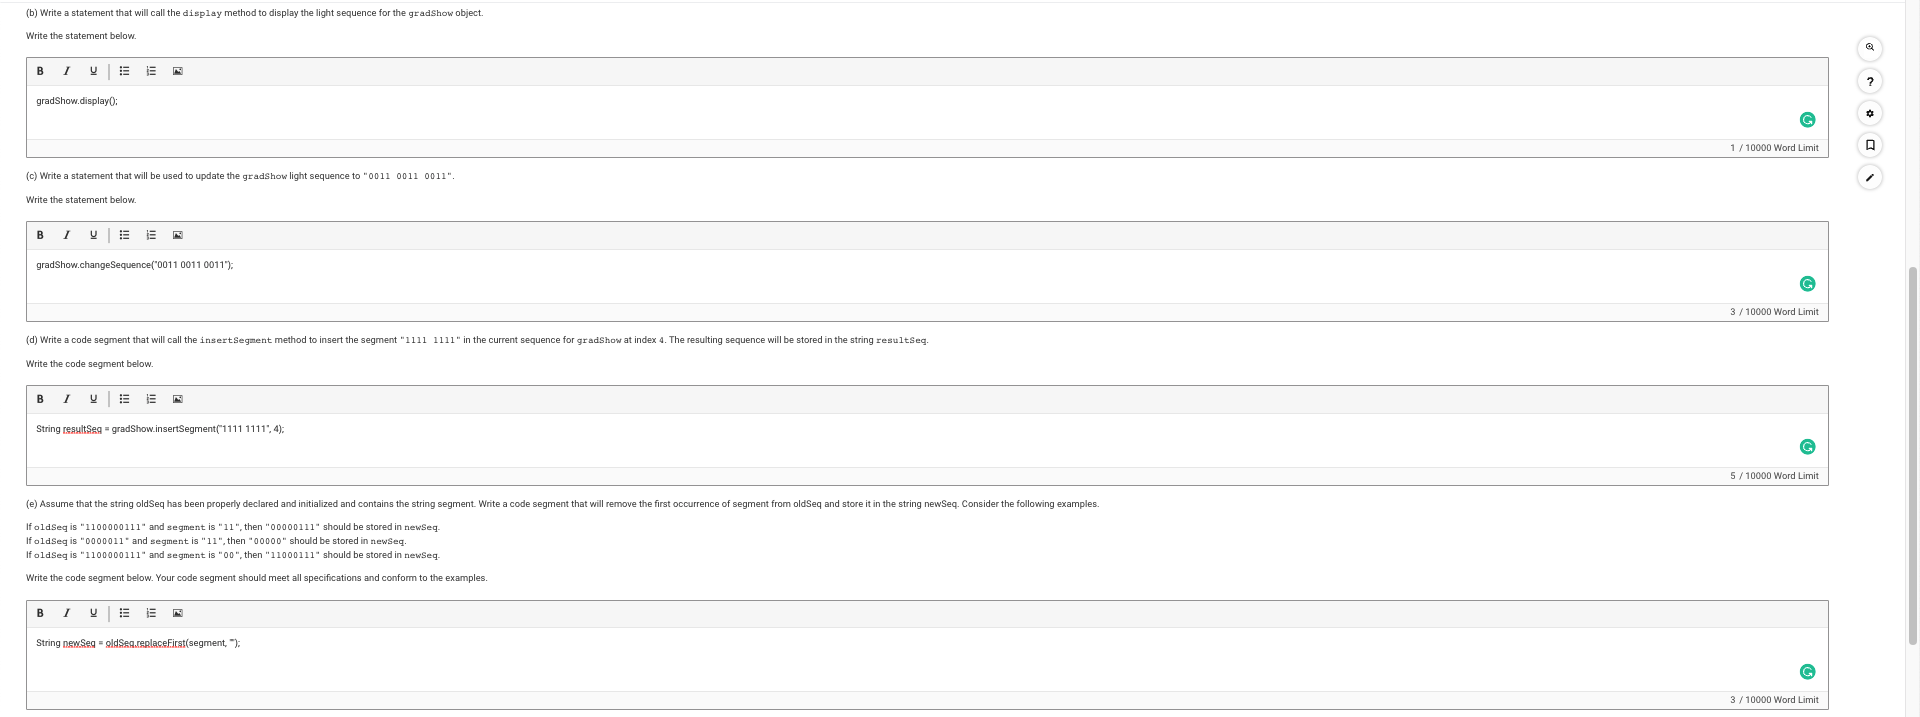 (b) Write a statement that will call the display method to display the light sequence for the gradShow object.
Write the statement below.
B I U
gradShow.display();
1 / 10000 Word Limit
(c) Write a statement that will be used to update the gradShow light sequence to "0011 0011 0011".
Write the statement below.
B I U
gradShow.changeSequence("0011 0011 0011");
3 / 10000 Word Limit
(d) Write a code segment that will call the insertSegment method to insert the segment "1111 1111" in the current sequence for gradShow at index 4. The resulting sequence will be stored in the string resultSeq.
Write the code segment below.
B I U
String resultSeq = gradShow.insertSegment("1111 1111", 4);
5 / 10000 Word Limit
(e) Assume that the string oldSeq has been properly declared and initialized and contains the string segment. Write a code segment that will remove the first occurrence of segment from oldSeq and store it in the string newSeq. Consider the following examples.
If oldSeq is "1100000111" and segment is "11", then "00000111" should be stored in newSeq.
If oldSeq is "0000011" and segment is "11", then "00000" should be stored in newSeq.
If oldSeq is "1100000111" and segment is "00", then "11000111" should be stored in newSeq.
Write the code segment below. Your code segment should meet all specifications and conform to the examples.
B I U
String newSeq = oldSeq.replaceFirst(segment, "");
3 / 10000 Word Limit